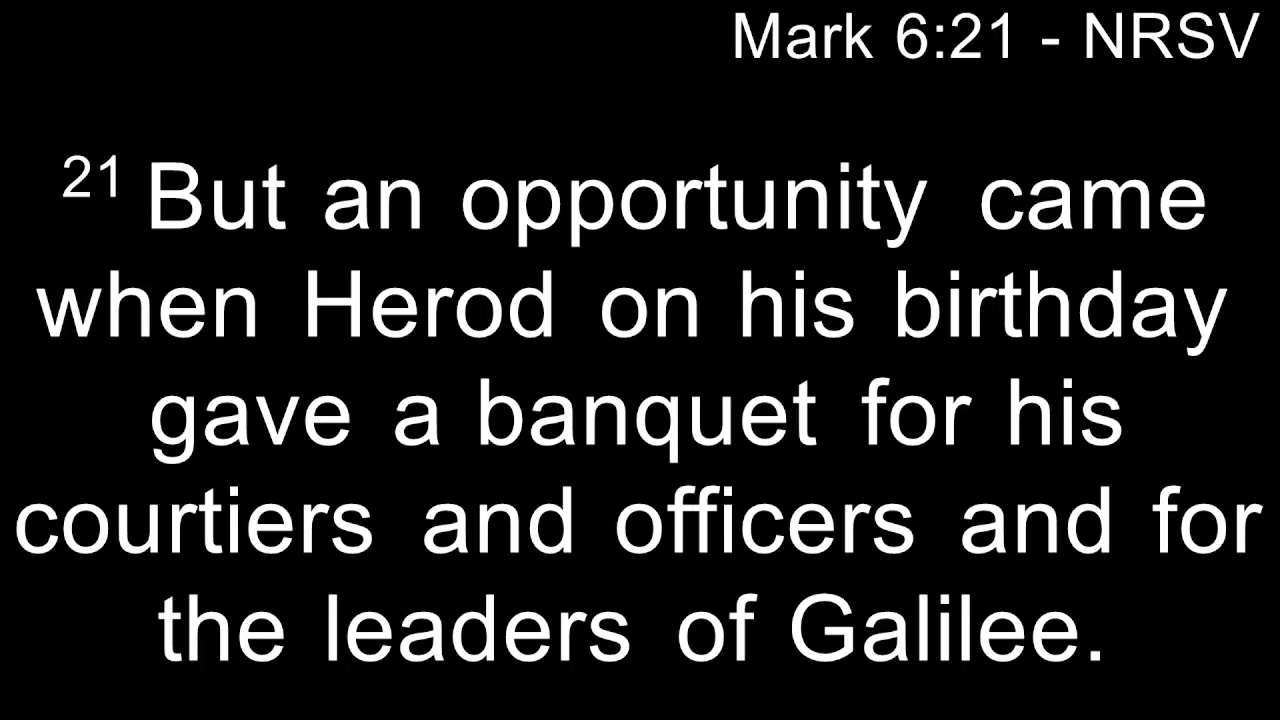 Mark 6:21 - NRSV
21 But an opportunity came
when Herod on his birthday
gave a banquet for his
courtiers and officers and for
the leaders of Galilee.